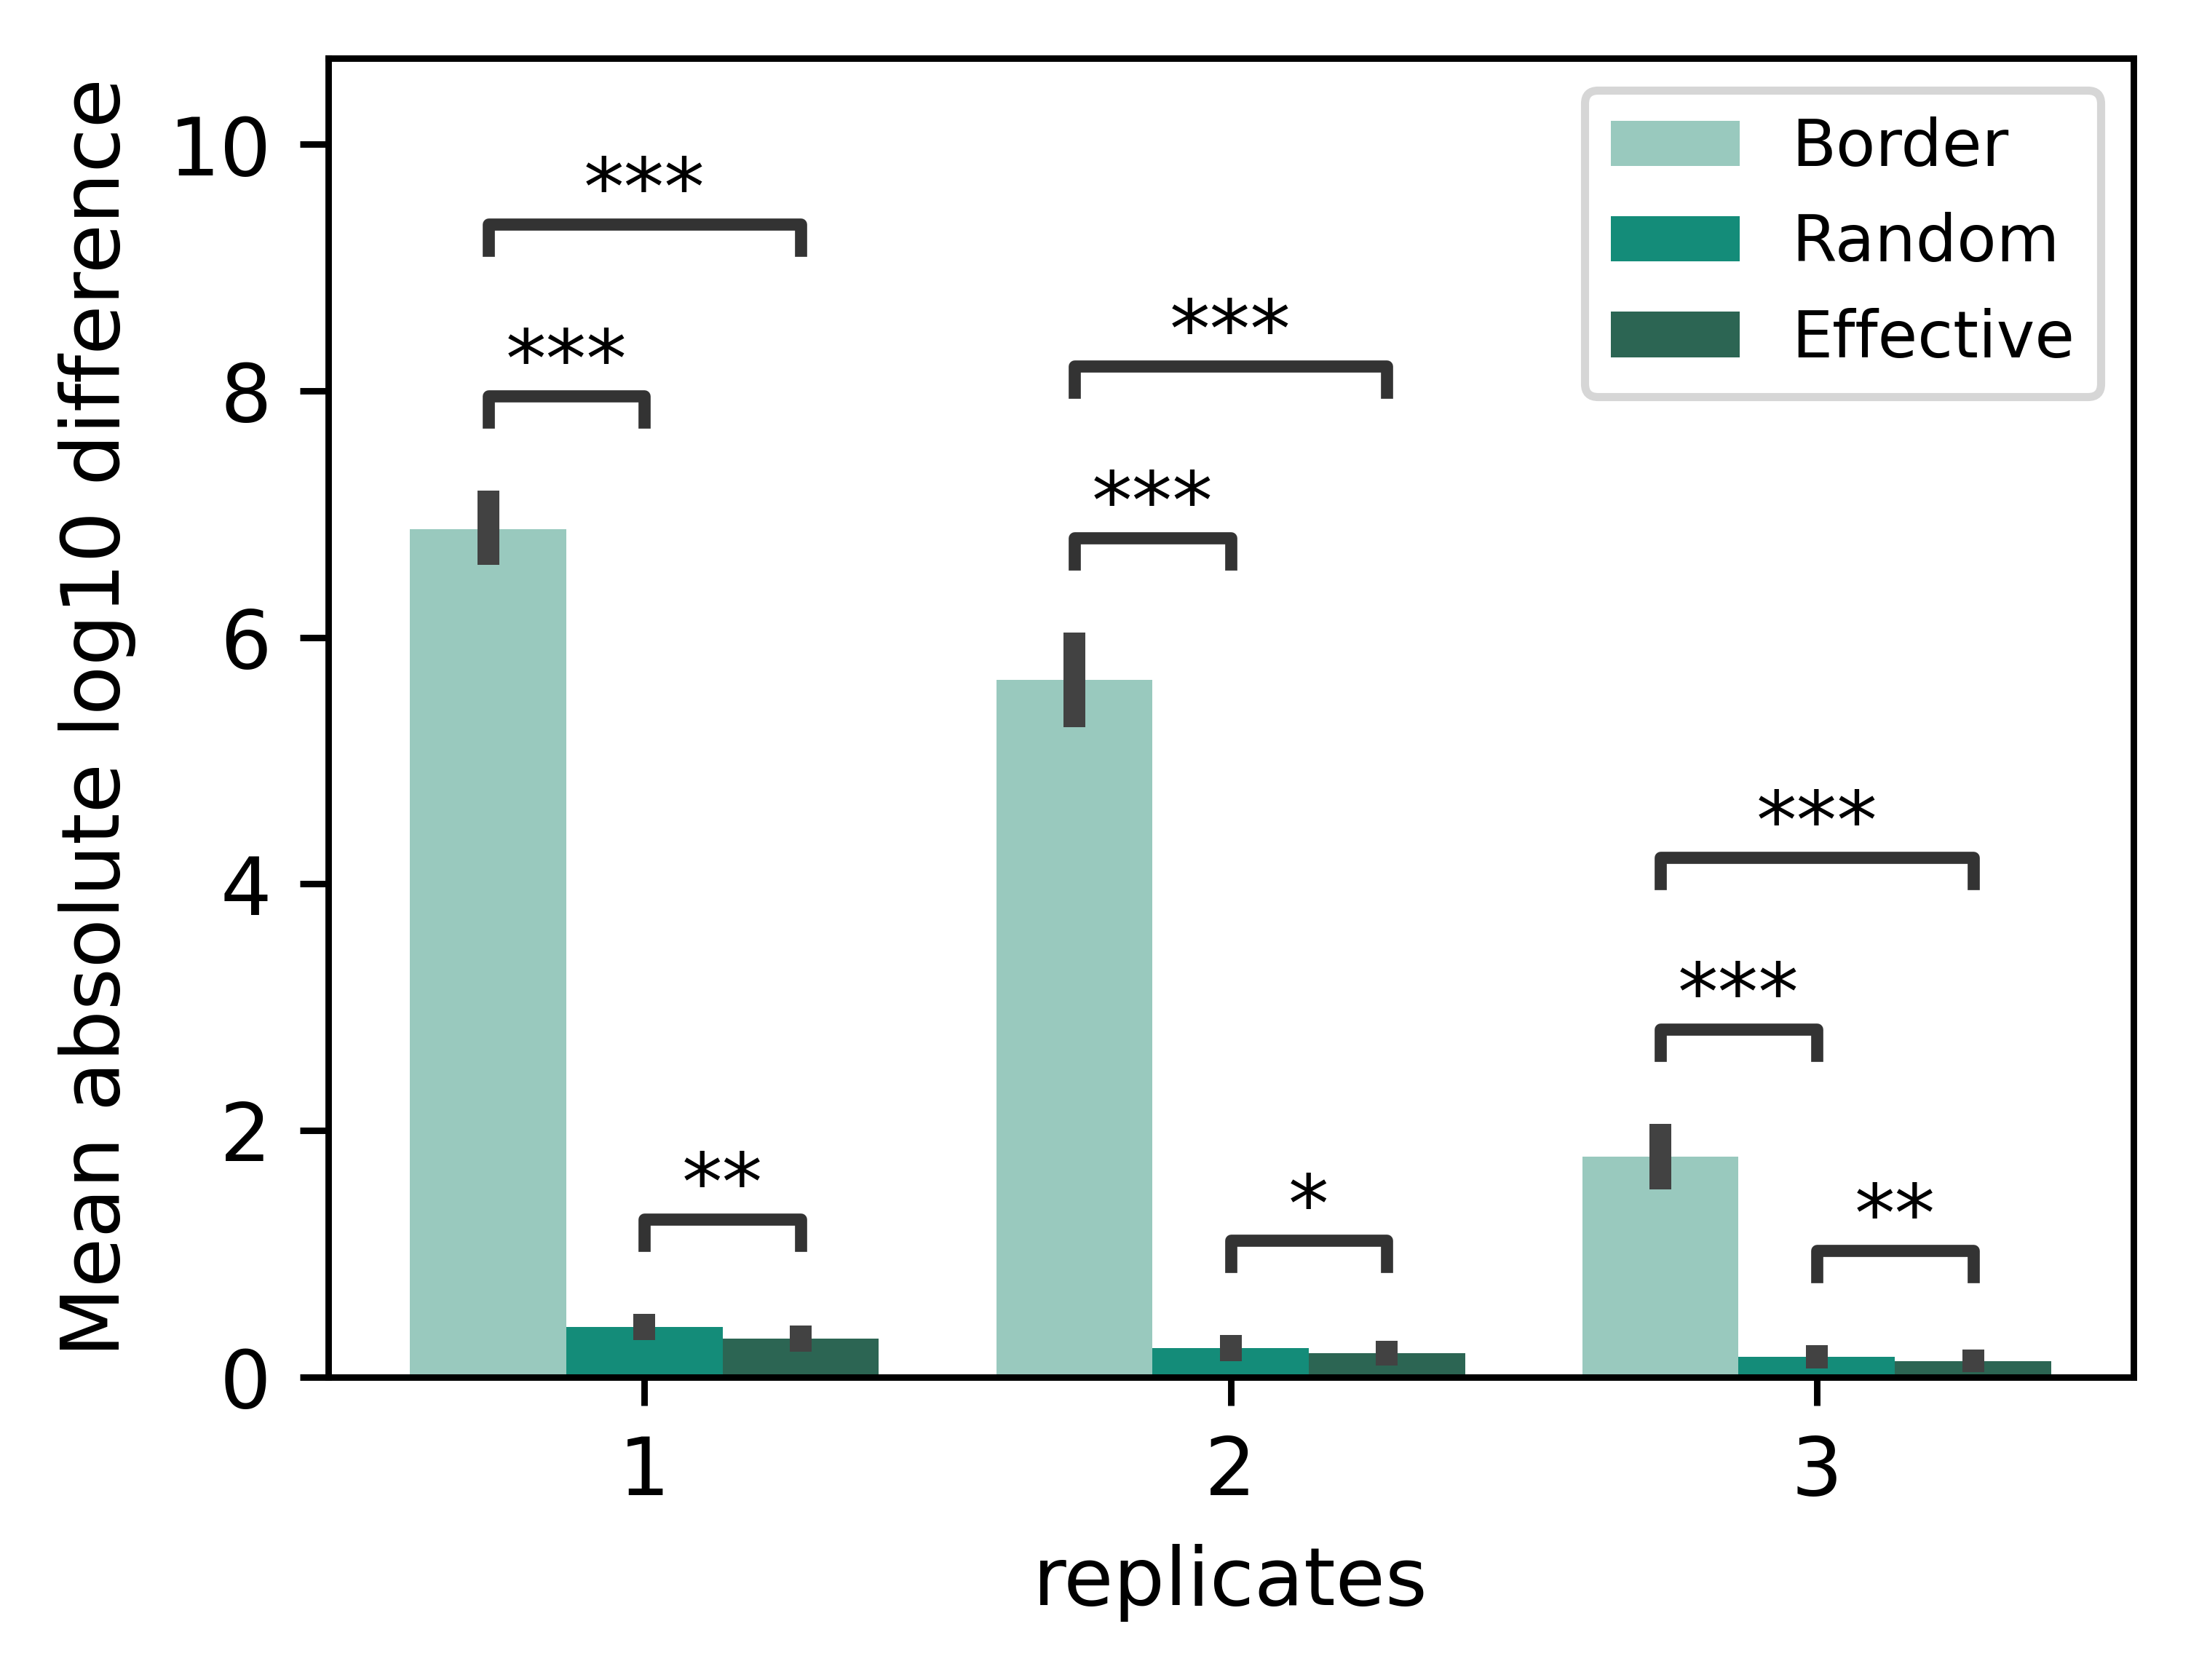 Mean absolute log10 difference
10
8
6
4
2
0
***
***
**
***
***
*
***
***
**
Border
Random
Effective
1 2 3
replicates